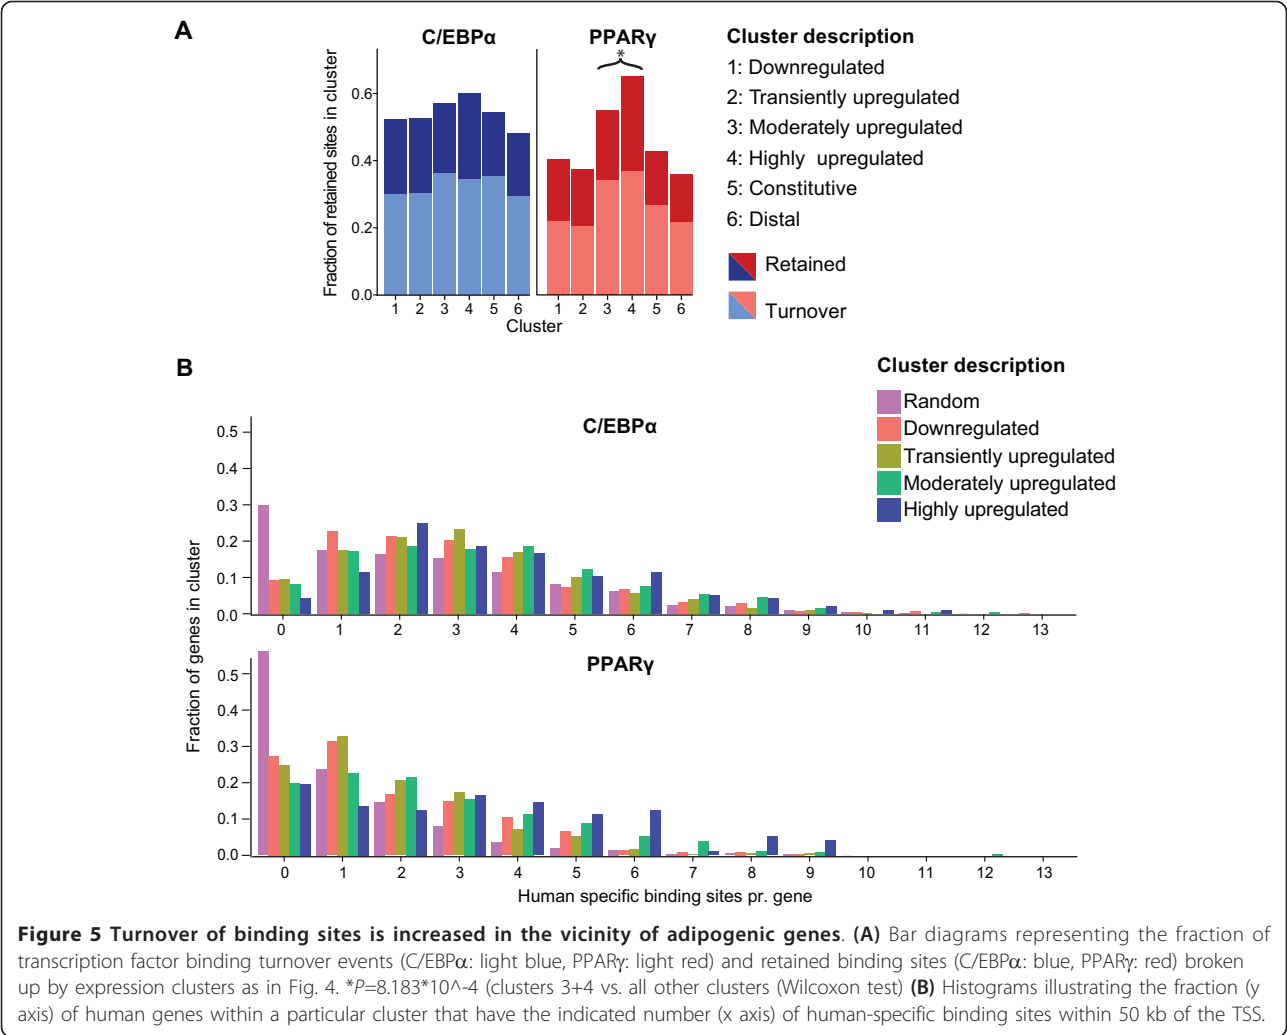 A
C/EBPα
PPARγ
*
Fraction of retained sites in cluster
0.6
0.4
0.2
0.0
1 2 3 4 5 6
1 2 3 4 5 6
Cluster
Cluster description
1: Downregulated
2: Transiently upregulated
3: Moderately upregulated
4: Highly upregulated
5: Constitutive
6: Distal
Retained
Turnover
B
Cluster description
Random
Downregulated
Transiently upregulated
Moderately upregulated
Highly upregulated
C/EBPα
Fraction of genes in cluster
0.5
0.4
0.3
0.2
0.1
0.0
0 1 2 3 4 5 6 7 8 9 10 11 12 13
PPARγ
0.5
0.4
0.3
0.2
0.1
0.0
0 1 2 3 4 5 6 7 8 9 10 11 12 13
Human specific binding sites pr. gene
Figure 5 Turnover of binding sites is increased in the vicinity of adipogenic genes. (A) Bar diagrams representing the fraction of
transcription factor binding turnover events (C/EBPα: light blue, PPARγ: light red) and retained binding sites (C/EBPα: blue, PPARγ: red) broken
up by expression clusters as in Fig. 4. *P=8.183*10^-4 (clusters 3+4 vs. all other clusters (Wilcoxon test) (B) Histograms illustrating the fraction (y
axis) of human genes within a particular cluster that have the indicated number (x axis) of human-specific binding sites within 50 kb of the TSS.